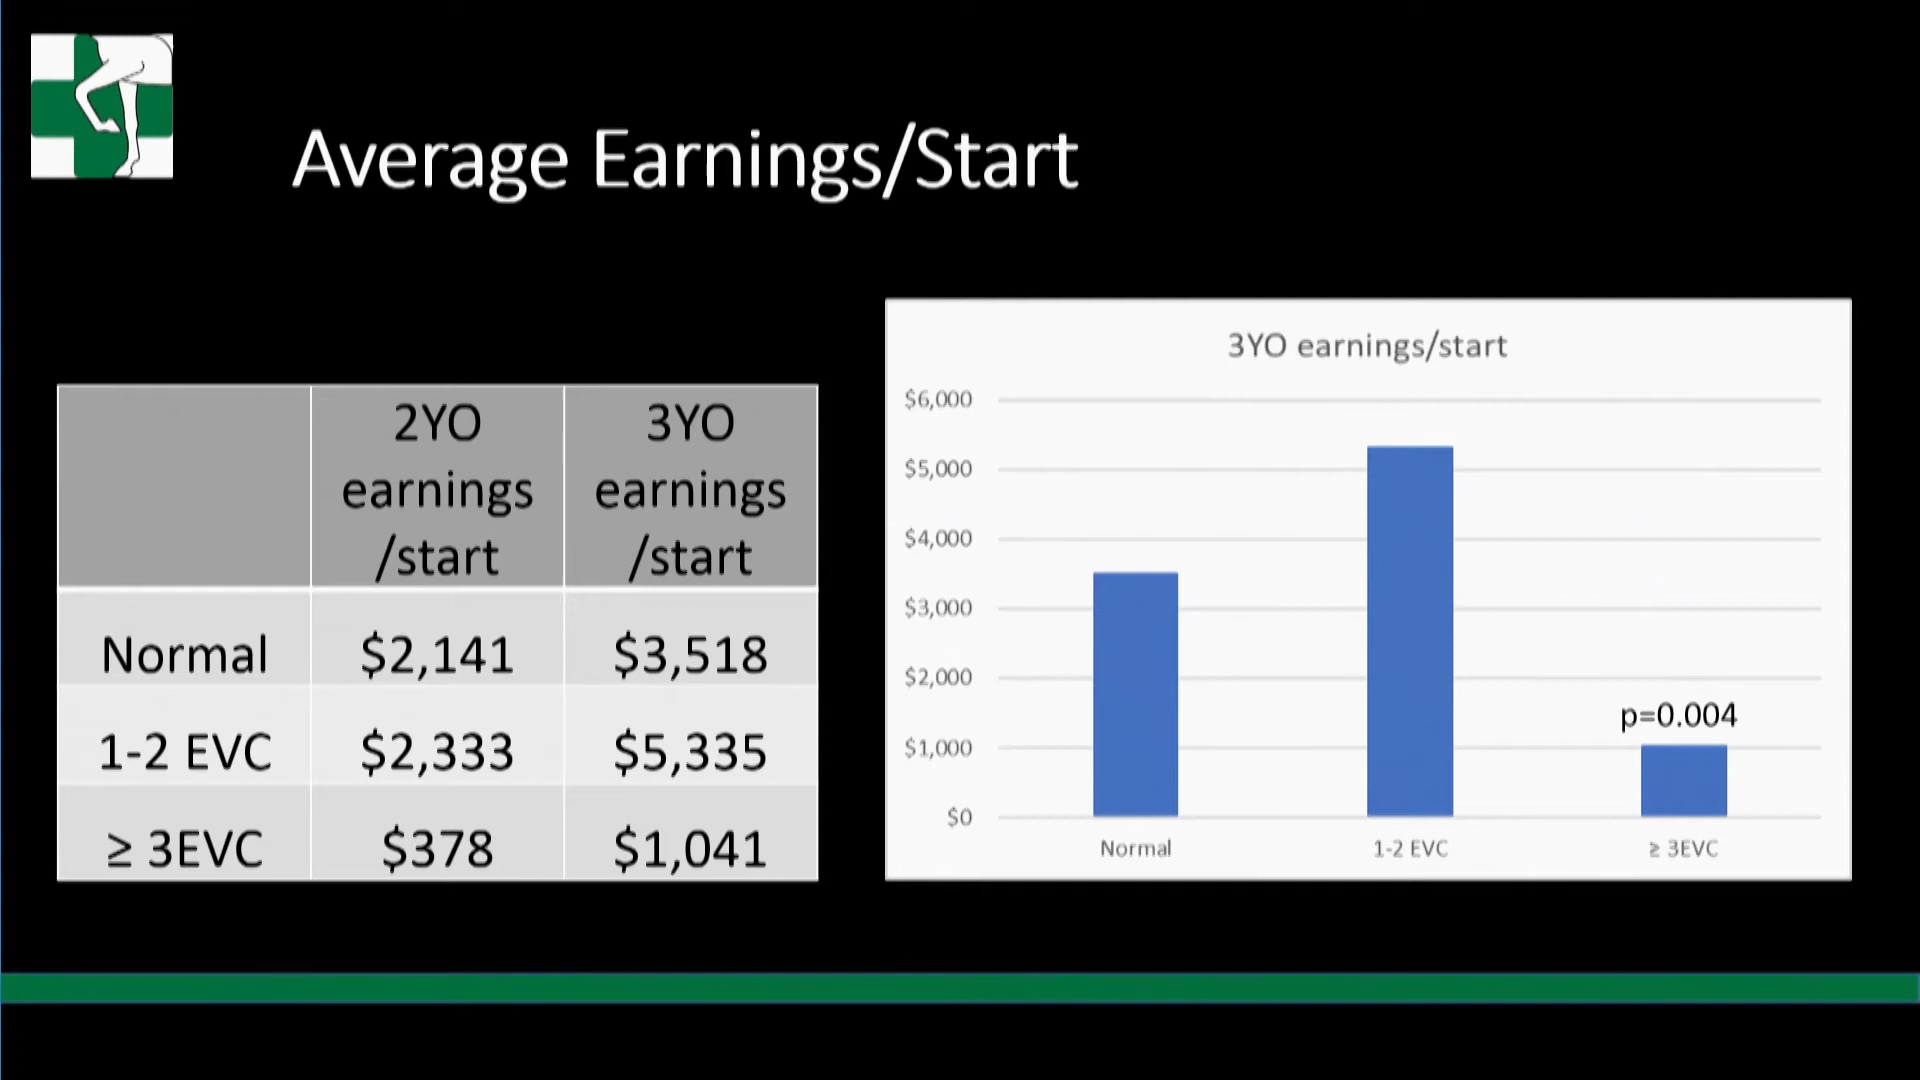 Average Earnings/Start
2YO
earnings
/start
3YO
earnings
/start
Normal $2,141 $3,518
1-2 EVC $2,333 $5,335
≥ 3EVC $378 $1,041
3YO earnings/start
$6,000
$5,000
$4,000
$3,000
$2,000
$1,000
$0
p=0.004
Normal 1-2 EVC ≥ 3EVC